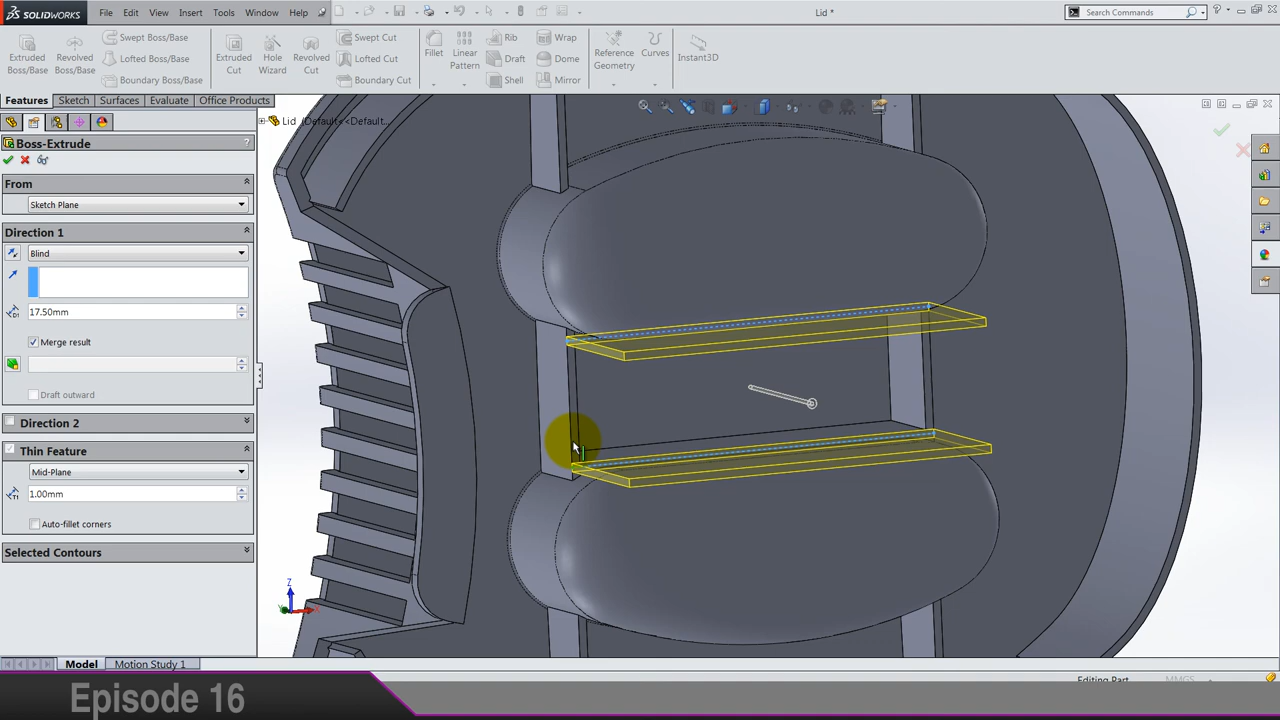 SOLIDWORKS
File
Edit
View
Insert
Tools
Window
Help
Lid *
Search Commands
Extruded Boss/Base
Revolved Boss/Base
Swept Boss/Base
Lofted Boss/Base
Boundary Boss/Base
Extruded Cut
Hole Wizard
Revolved Cut
Swept Cut
Lofted Cut
Boundary Cut
Fillet
Linear Pattern
Rib
Draft
Shell
Wrap
Dome
Mirror
Reference Geometry
Curves
Instant3D
Features
Sketch
Surfaces
Evaluate
Office Products
Lid (Default<<Default...
Boss-Extrude
?
From
Sketch Plane
Direction 1
Blind
17.50mm
Merge result
Draft outward
Direction 2
Thin Feature
Mid-Plane
1.00mm
Auto-fillet corners
Selected Contours
Z
X
Y
Model
Motion Study 1
Editing Part
MMGS
Episode 16